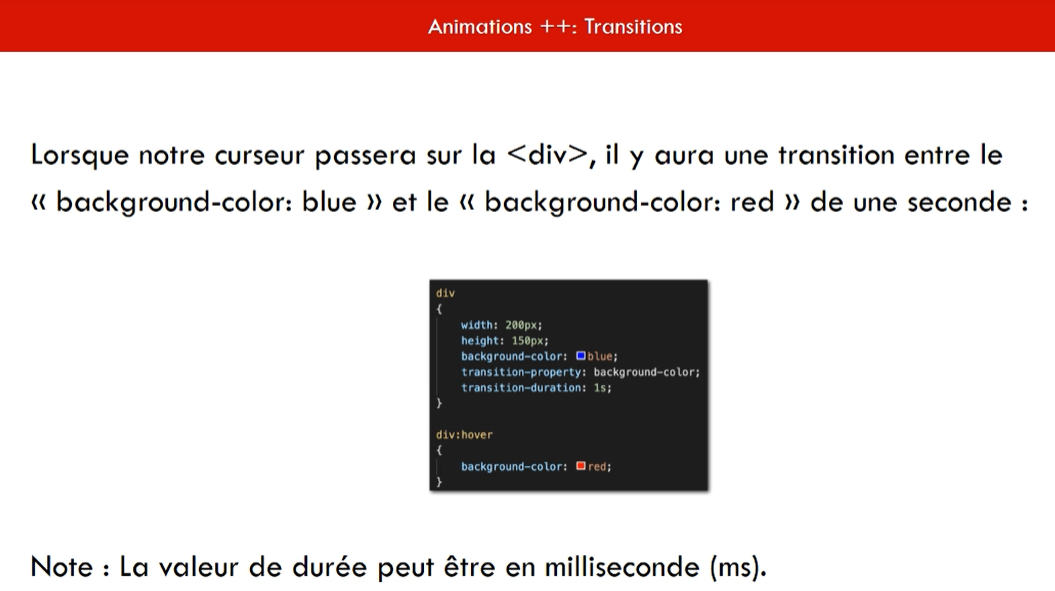 Animations ++: Transitions
Lorsque notre curseur passera sur la <div>, il y aura une transition entre le
« background-color: blue » et le « background-color: red » de une seconde :
div
{
width: 200px;
height: 150px;
background-color: blue;
transition-property: background-color;
transition-duration: 1s;
}
div:hover
{
background-color: red;
}
Note : La valeur de durée peut être en milliseconde (ms).